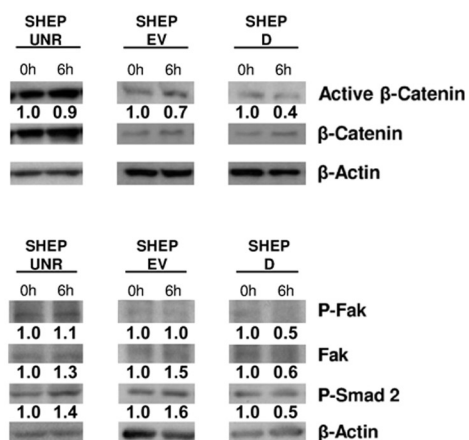 SHEP SHEP SHEP
UNR EV D
0h 6h 0h 6h 0h 6h
Active β-Catenin
1.0 0.9 1.0 0.7 1.0 0.4
β-Catenin
β-Actin
SHEP SHEP SHEP
UNR EV D
0h 6h 0h 6h 0h 6h
P-Fak
1.0 1.1 1.0 1.0 1.0 0.5
Fak
1.0 1.3 1.0 1.5 1.0 0.6
P-Smad 2
1.0 1.4 1.0 1.6 1.0 0.5
β-Actin